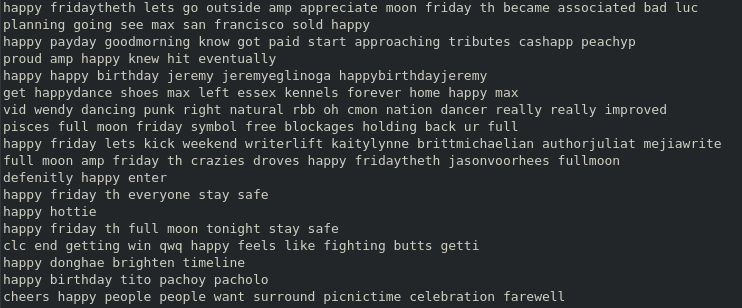 happy fridaytheth lets go outside amp appreciate moon friday th became associated bad luc
planning going see max san francisco sold happy
happy payday goodmorning know got paid start approaching tributes cashapp peachyp
proud amp happy knew hit eventually
happy happy birthday jeremy jeremyeglinoga happybirthdayjeremy
get happydance shoes max left essex kennels forever home happy max
vid wendy dancing punk right natural rbb oh cmon nation dancer really really improved
pisces full moon friday symbol free blockages holding back ur full
happy friday lets kick weekend writerlift kaitylynne brittmichaelian authorjuliat mejiawrite
full moon amp friday th crazies droves happy fridaytheth jasonvoorhees fullmoon
defenitly happy enter
happy friday th everyone stay safe
happy hottie
happy friday th full moon tonight stay safe
clc end getting win qwq happy feels like fighting butts getti
happy donghae brighten timeline
happy birthday tito pachoy pacholo
cheers happy people people want surround picnictime celebration farewell